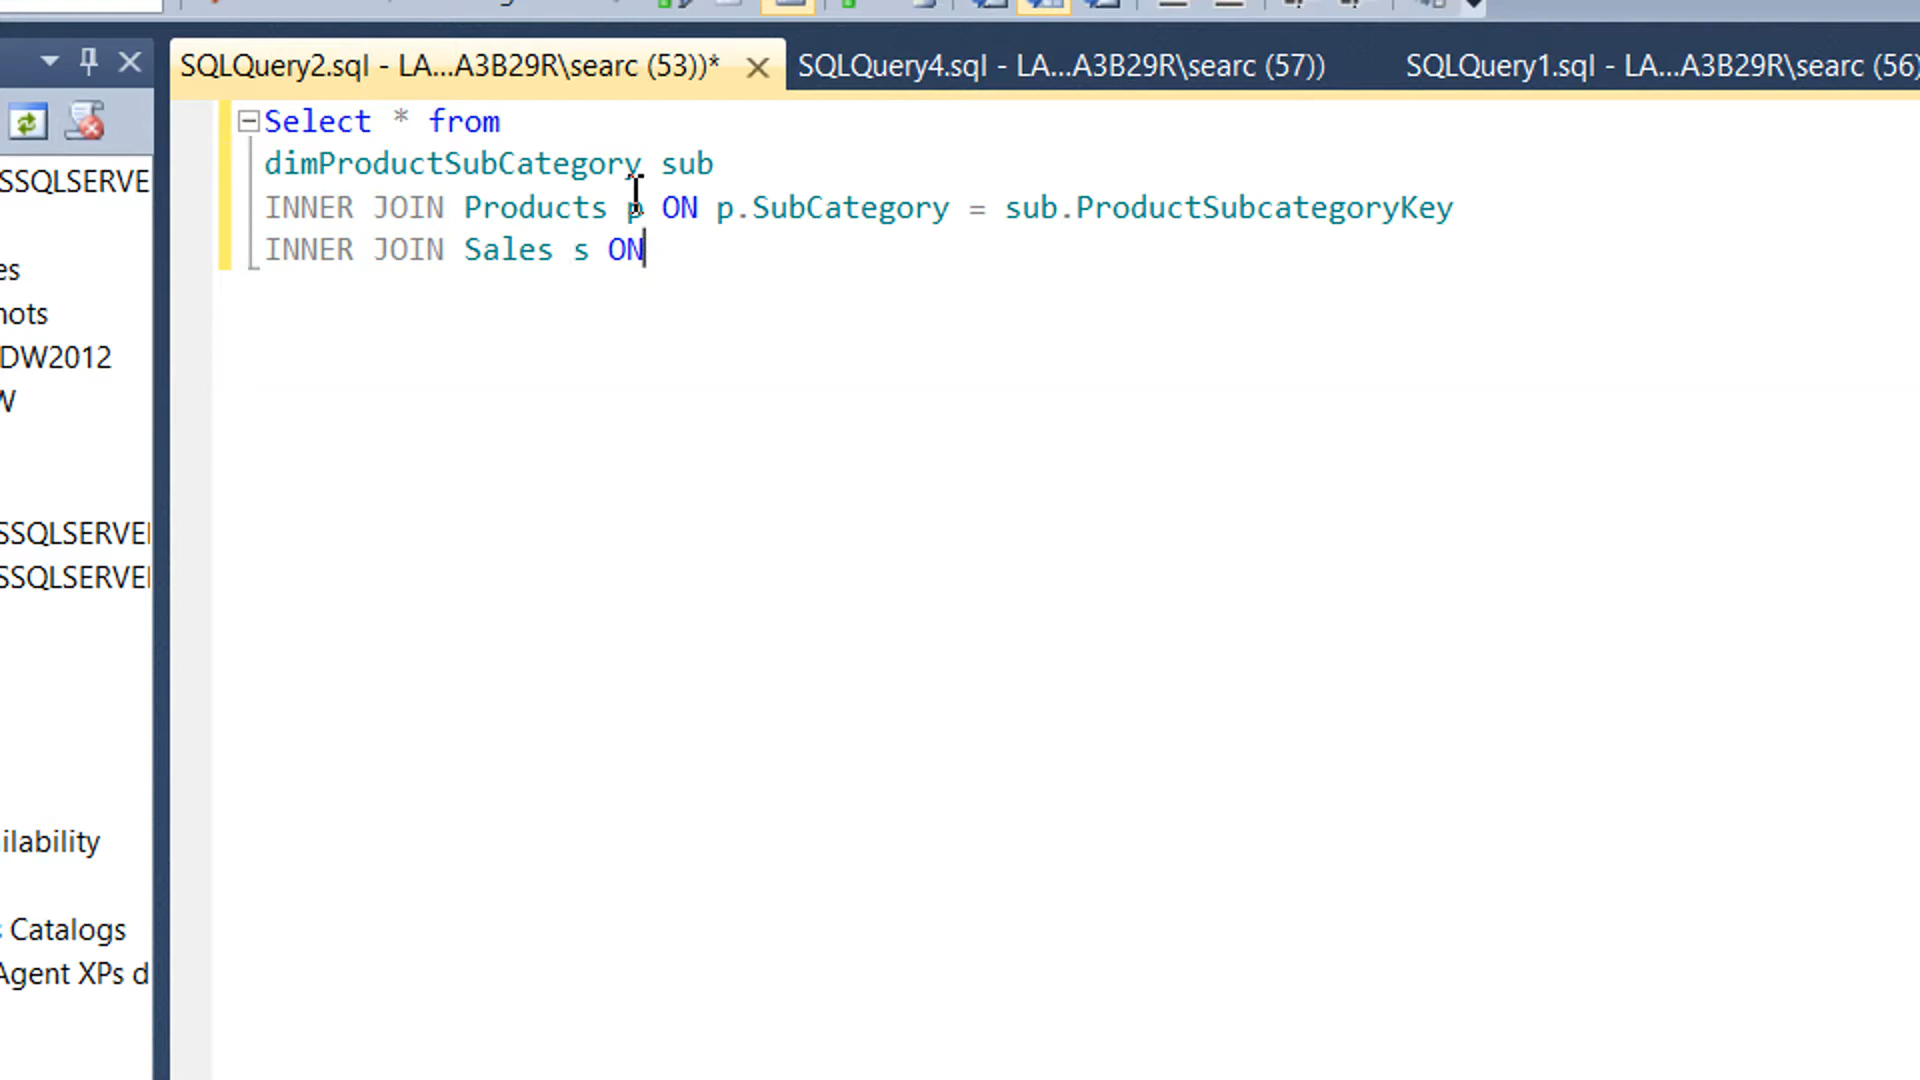 SQLQuery2.sql - LA...A3B29R\searc (53))* SQLQuery4.sql - LA...A3B29R\searc (57)) SQLQuery1.sql - LA...A3B29R\searc (56)
Select * from
dimProductSubCategory sub
INNER JOIN Products p ON p.SubCategory = sub.ProductSubcategoryKey
INNER JOIN Sales s ON
SSQLSERVE
es
hots
DW2012
W
SSQLSERVE
SSQLSERVE
ilability
Catalogs
Agent XPs d